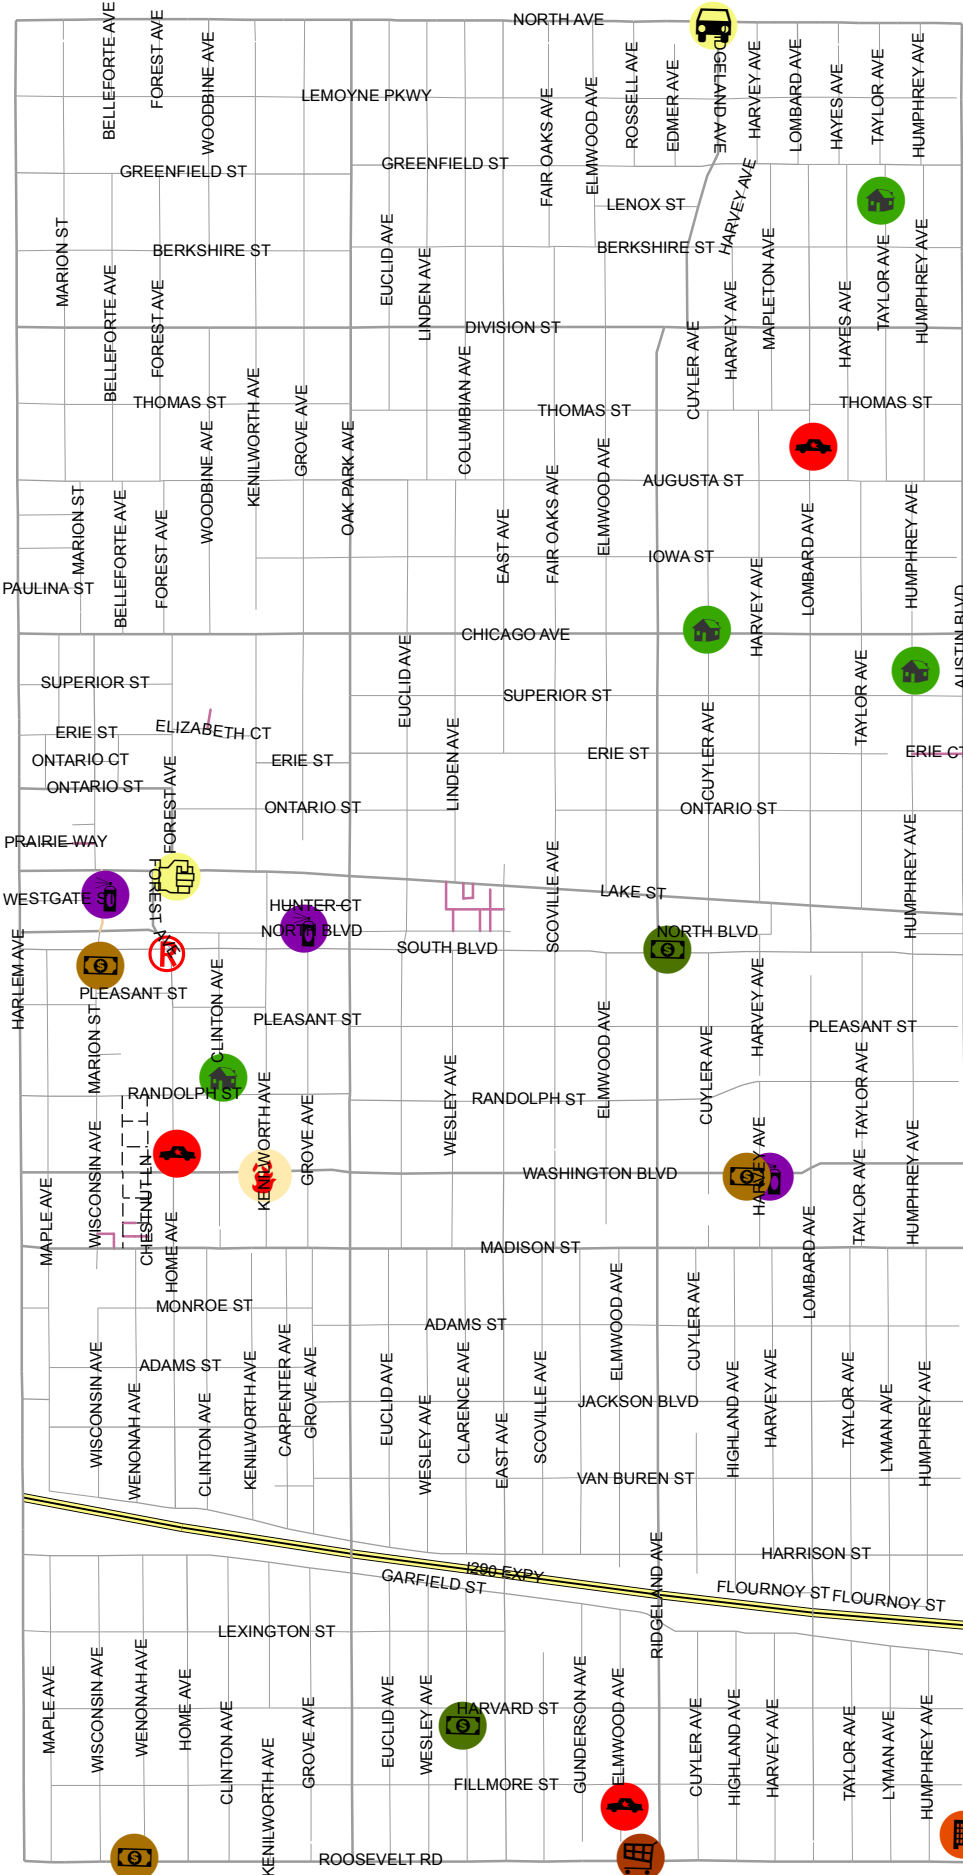 NORTH AVE
BELLEFORTE AVE
FOREST AVE
WOODBINE AVE
LEMOYNE PKWY
FAIR OAKS AVE
ELMWOOD AVE
ROSSELL AVE
EDMER AVE
HARVEY AVE
LOMBARD AVE
HAYES AVE
TAYLOR AVE
HUMPHREY AVE
GREENFIELD ST
GREENFIELD ST
LENOX ST
HARVEY AVE
MARION ST
BERKSHIRE ST
EUCLID AVE
LINDEN AVE
BERKSHIRE ST
MAPLETON AVE
TAYLOR AVE
HUMPHREY AVE
BELLEFORTE AVE
FOREST AVE
DIVISION ST
CUYLER AVE
HARVEY AVE
HAYES AVE
THOMAS ST
KENILWORTH AVE
GROVE AVE
COLUMBIAN AVE
THOMAS ST
THOMAS ST
WOODBINE AVE
OAK PARK AVE
AUGUSTA ST
MARION ST
BELLEFORTE AVE
FOREST AVE
EAST AVE
FAIR OAKS AVE
ELMWOOD AVE
IOWA ST
LOMBARD AVE
HUMPHREY AVE
PAULINA ST
HARVEY AVE
CHICAGO AVE
AUSTIN BLVD
SUPERIOR ST
EUCLID AVE
SUPERIOR ST
TAYLOR AVE
ERIE ST
ELIZABETH CT
ONTARIO CT
ERIE ST
LINDEN AVE
ERIE ST
CUYLER AVE
ERIE CT
ONTARIO ST
FOREST AVE
ONTARIO ST
ONTARIO ST
PRAIRIE WAY
FOREST AVE
SCOVILLE AVE
HUMPHREY AVE
LAKE ST
HUNTER CT
NORTH BLVD
NORTH BLVD
SOUTH BLVD
R
HARLEM AVE
PLEASANT ST
CLINTON AVE
HARVEY AVE
MARION ST
PLEASANT ST
ELMWOOD AVE
CUYLER AVE
PLEASANT ST
TAYLOR AVE
RANDOLPH ST
KENILWORTH AVE
GROVE AVE
WESLEY AVE
RANDOLPH ST
WISCONSIN AVE
WASHINGTON BLVD
HARVEY AVE
TAYLOR AVE
HUMPHREY AVE
MAPLE AVE
CHESTNUT LN
HOME AVE
MADISON ST
LOMBARD AVE
MONROE ST
ADAMS ST
ELMWOOD AVE
CUYLER AVE
WISCONSIN AVE
ADAMS ST
CARPENTER AVE
GROVE AVE
WENONAH AVE
CLINTON AVE
KENILWORTH AVE
EUCLID AVE
WESLEY AVE
CLARENCE AVE
EAST AVE
SCOVILLE AVE
JACKSON BLVD
HIGHLAND AVE
HARVEY AVE
TAYLOR AVE
LYMAN AVE
HUMPHREY AVE
VAN BUREN ST
HARRISON ST
I290 EXPY
GARFIELD ST
RIDGELAND AVE
FLOURNOY ST
FLOURNOY ST
LEXINGTON ST
MAPLE AVE
WISCONSIN AVE
WENONAH AVE
HOME AVE
CLINTON AVE
KENILWORTH AVE
GROVE AVE
EUCLID AVE
WESLEY AVE
HARVARD ST
GUNDERSON AVE
ELMWOOD AVE
CUYLER AVE
HIGHLAND AVE
HARVEY AVE
TAYLOR AVE
LYMAN AVE
HUMPHREY AVE
FILLMORE ST
ROOSEVELT RD